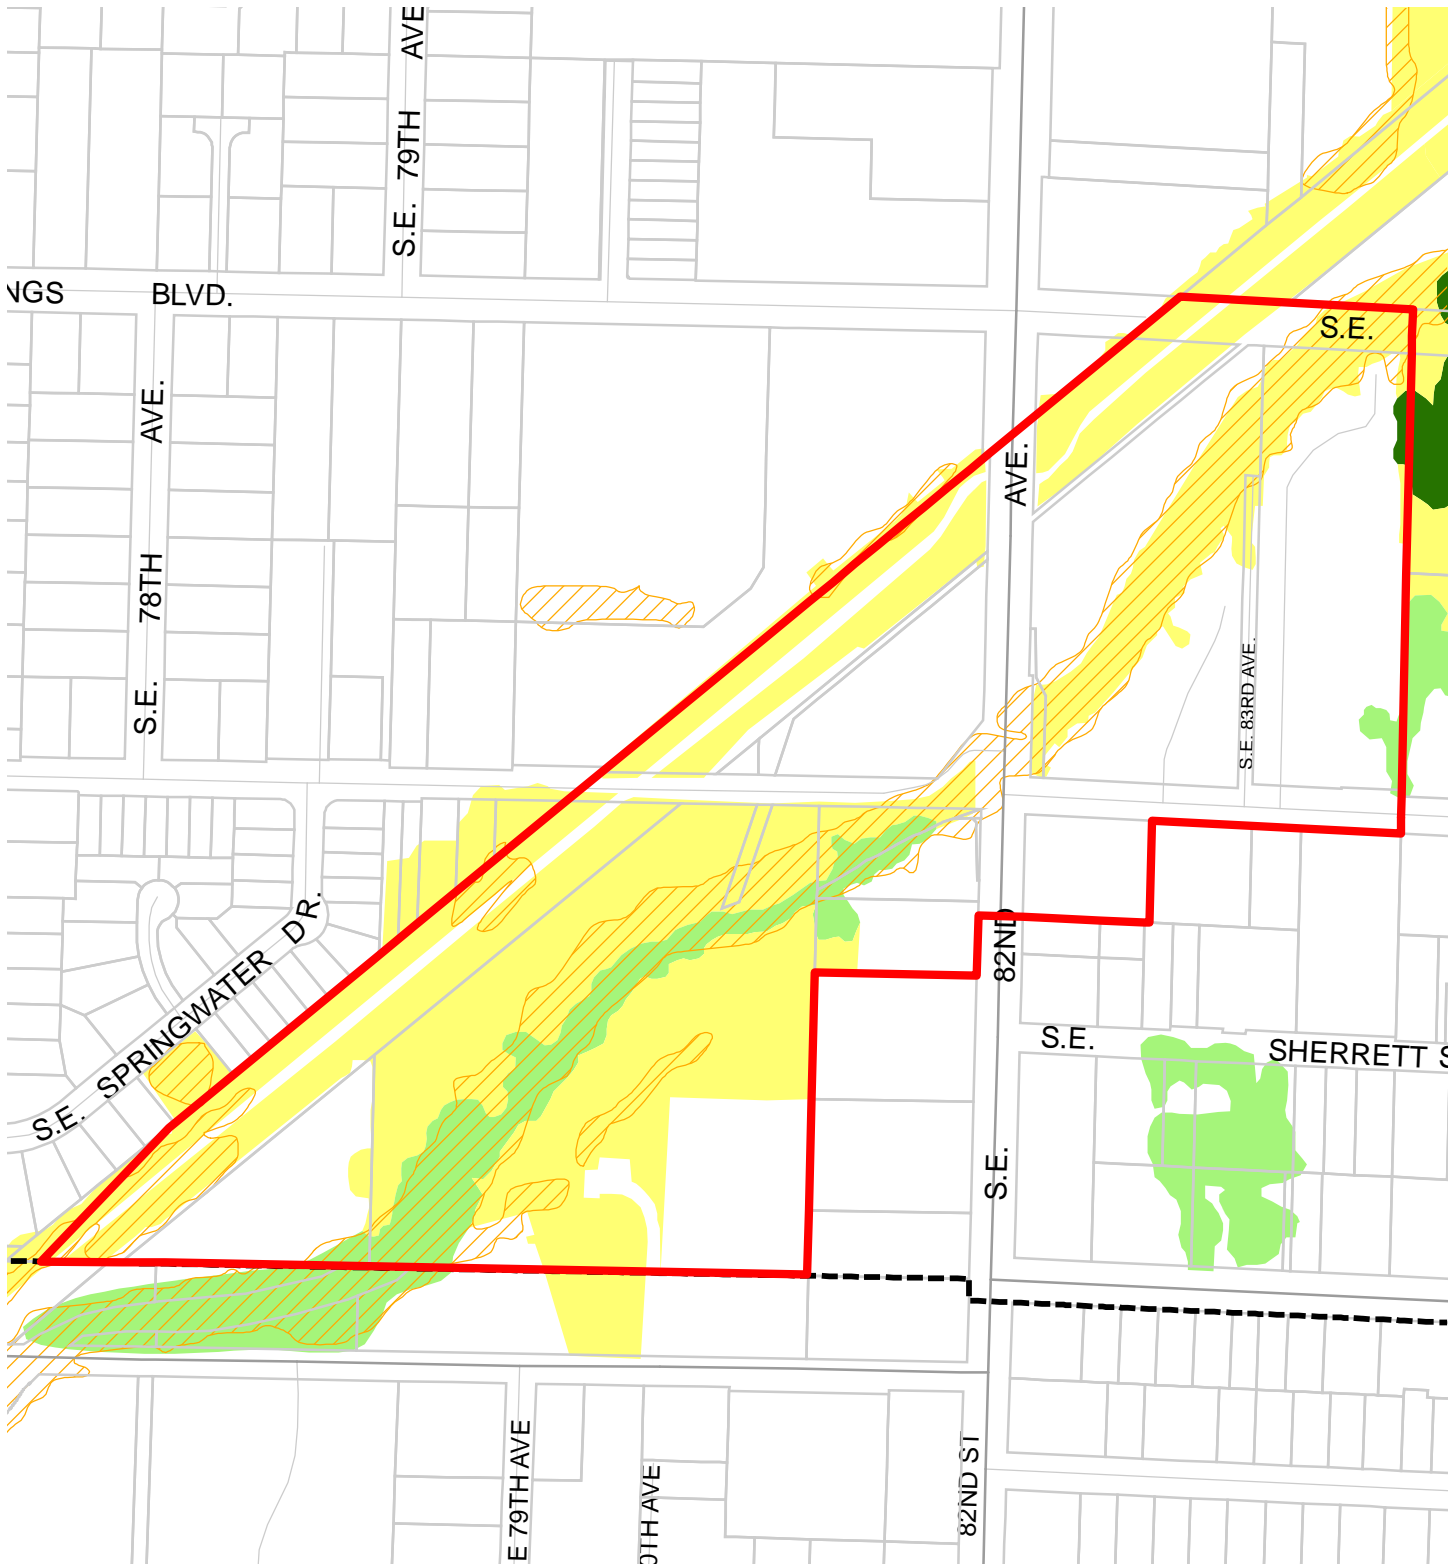 S.E. 79TH AVE
NGS BLVD.
S.E.
S.E. 78TH AVE.
AVE.
S.E. 83RD AVE.
S.E. SPRINGWATER DR.
82ND
S.E.
S.E. SHERRETT S
E 79TH AVE
0TH AVE
82ND ST